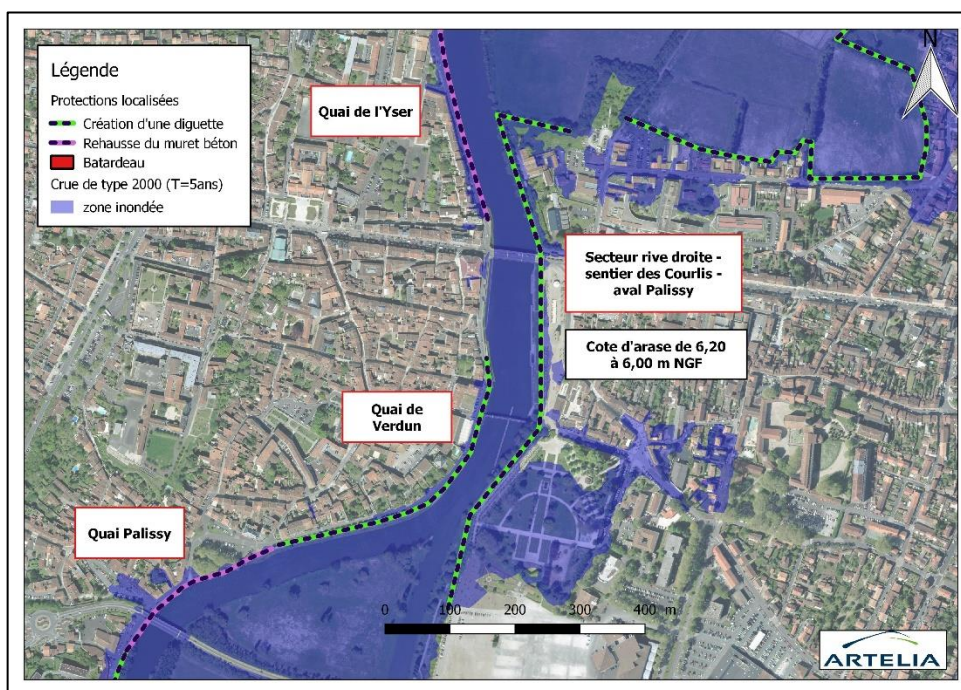 Légende
Protections localisées
Création d'une diguette
Rehausse du muret béton
Batardeau
Crue de type 2000 (T=5ans)
zone inondée
Quai de l'Yser
N
Secteur rive droite -
sentier des Courlis -
aval Palissy
Cote d'arase de 6,20
à 6,00 m NGF
Quai de
Verdun
Quai Palissy
0 100 200 300 400 m
ARTELIA